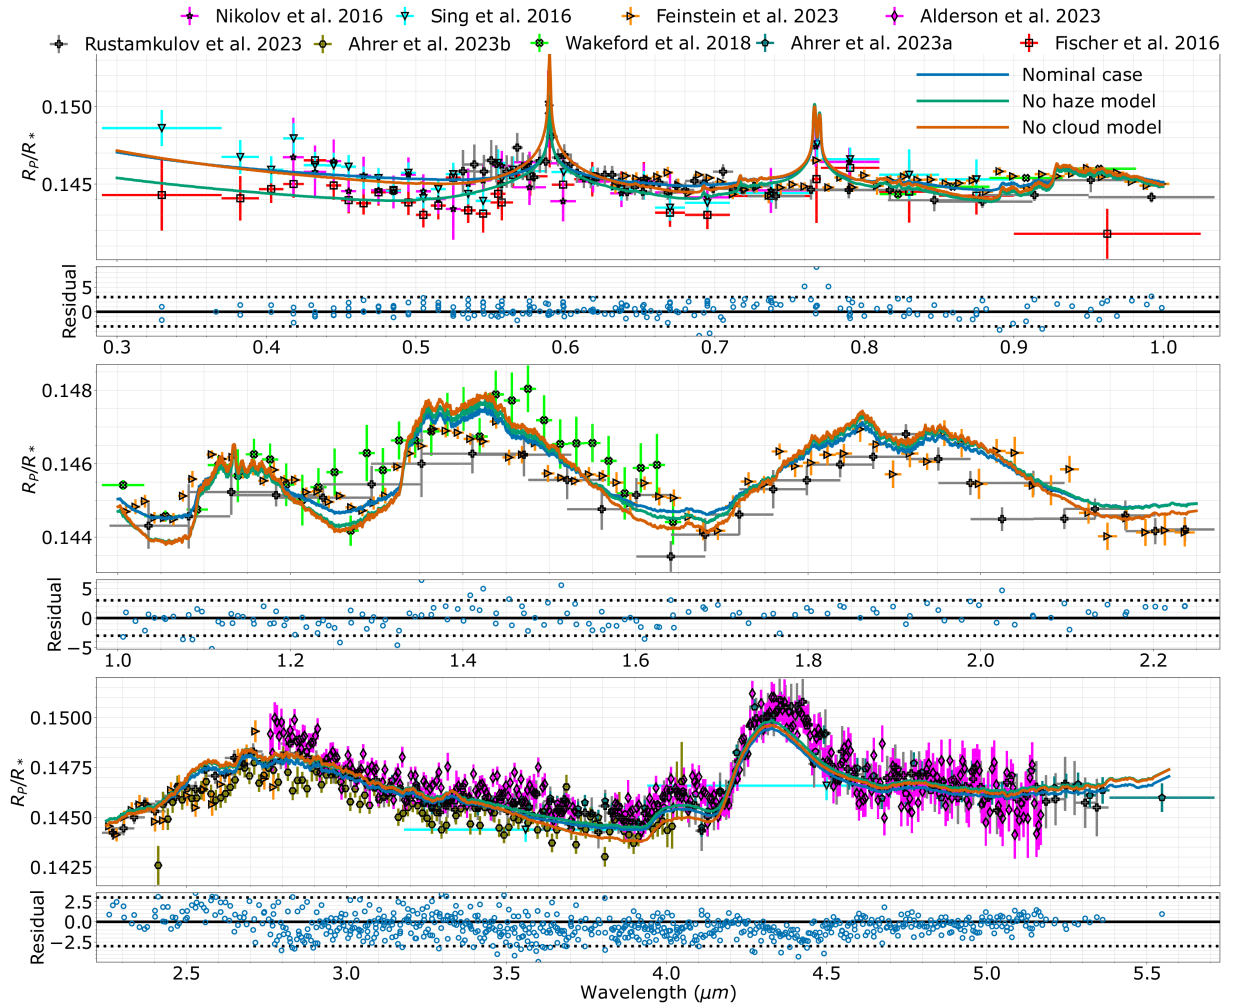 Nikolov et al. 2016 Sing et al. 2016 Feinstein et al. 2023 Alderson et al. 2023
Rustamkulov et al. 2023 Ahrer et al. 2023b Wakeford et al. 2018 Ahrer et al. 2023a Fischer et al. 2016
Nominal case
No haze model
No cloud model
0.150
0.145
R_P/R_*
5
0
Residual
0.3 0.4 0.5 0.6 0.7 0.8 0.9 1.0
0.148
0.146
0.144
R_P/R_*
5
0
−5
Residual
1.0 1.2 1.4 1.6 1.8 2.0 2.2
0.1500
0.1475
0.1450
0.1425
R_P/R_*
2.5
0.0
−2.5
Residual
2.5 3.0 3.5 4.0 4.5 5.0 5.5
Wavelength (μm)